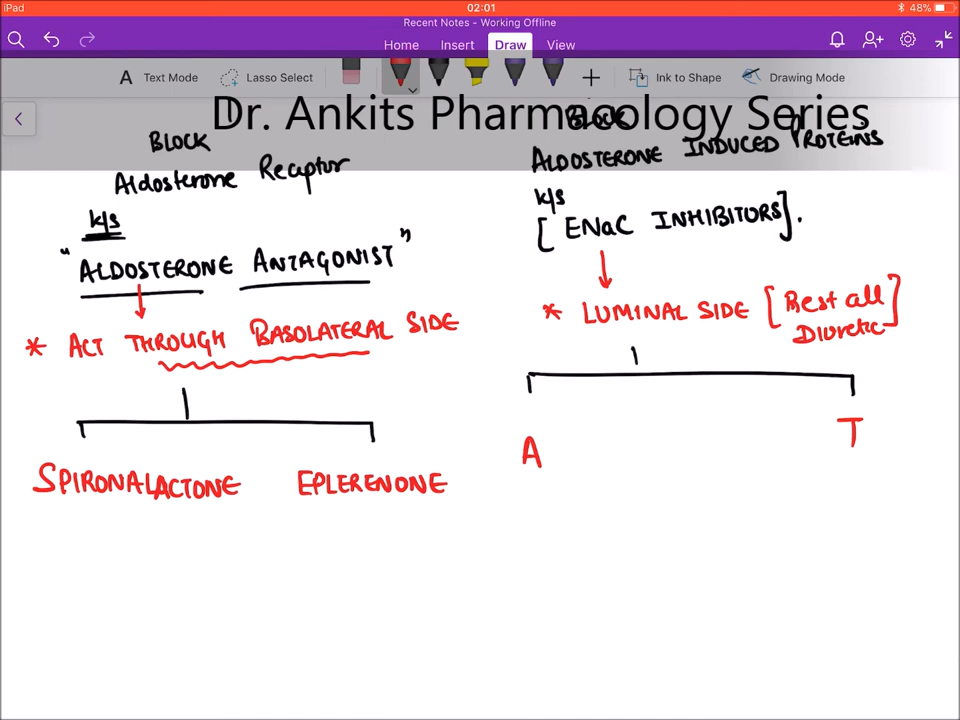 iPad
02:01
48%
Recent Notes - Working Offline
Home Insert Draw View
A Text Mode Lasso Select Ink to Shape Drawing Mode
Dr. Ankits Pharmacology Series
BLOCK
Aldosterone Receptor
k/s
"ALDOSTERONE ANTAGONIST"
* ACT THROUGH BASOLATERAL SIDE
SPIRONALACTONE EPLERENONE
BLOCK
ALDOSTERONE INDUCED PROTEINS
k/s
[ENaC INHIBITORS].
* LUMINAL SIDE [Rest all
Diuretic]
A T